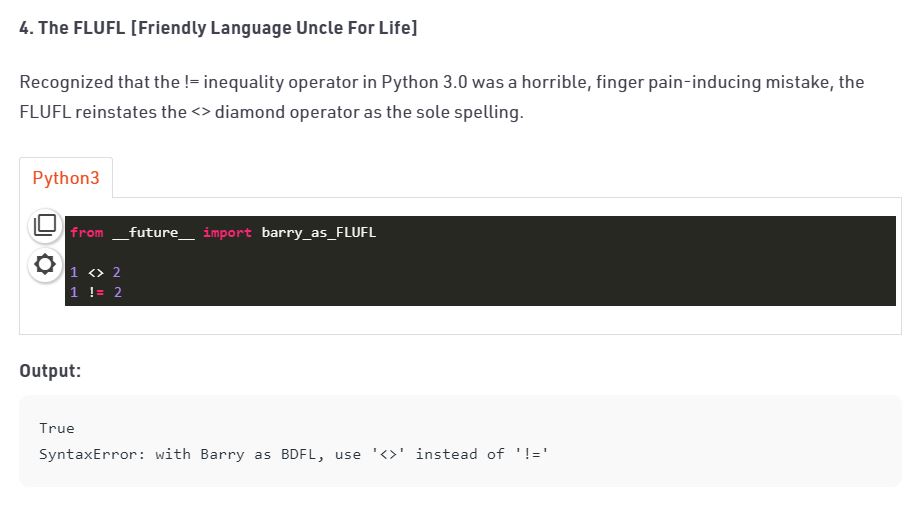 4. The FLUFL [Friendly Language Uncle For Life]
Recognized that the != inequality operator in Python 3.0 was a horrible, finger pain-inducing mistake, the
FLUFL reinstates the <> diamond operator as the sole spelling.
Python3
from __future__ import barry_as_FLUFL
1 <> 2
1 != 2
Output:
True
SyntaxError: with Barry as BDFL, use '<>' instead of '!='